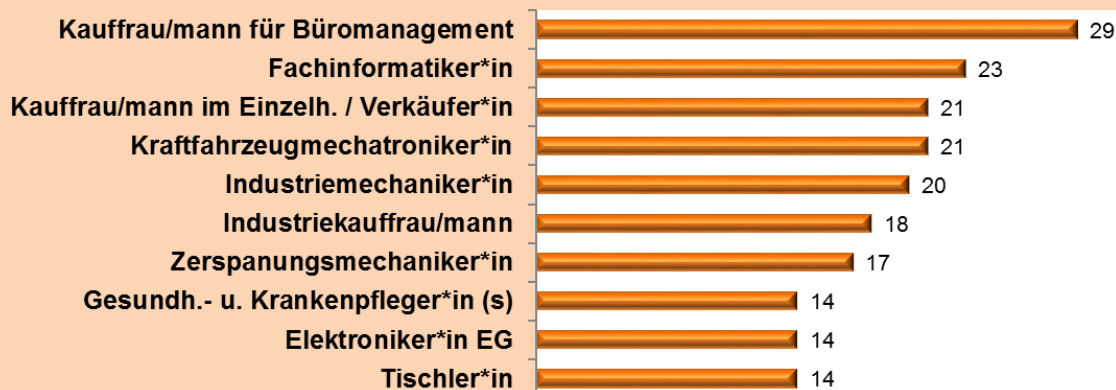 Kauffrau/mann für Büromanagement 29
Fachinformatiker*in 23
Kauffrau/mann im Einzelh. / Verkäufer*in 21
Kraftfahrzeugmechatroniker*in 21
Industriemechaniker*in 20
Industriekauffrau/mann 18
Zerspanungsmechaniker*in 17
Gesundh.- u. Krankenpfleger*in (s) 14
Elektroniker*in EG 14
Tischler*in 14